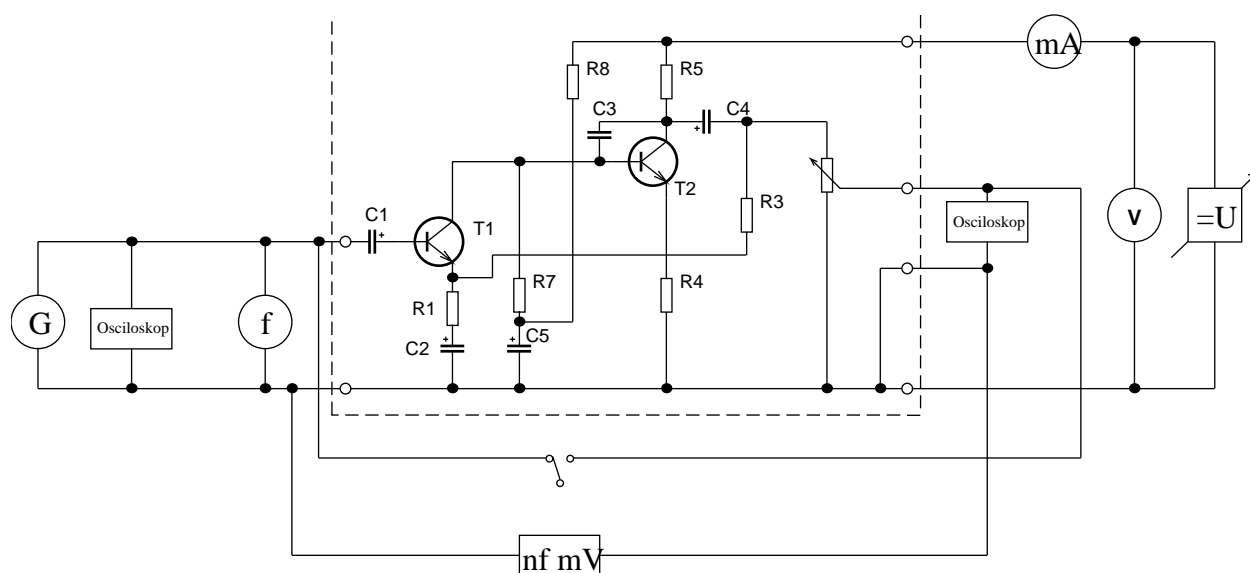 mA
R8
R5
C3
C4
T2
R3
C1
T1
Osciloskop
V
=U
R7
R4
R1
G
Osciloskop
f
C2
C5
nf mV
+
+
+
+